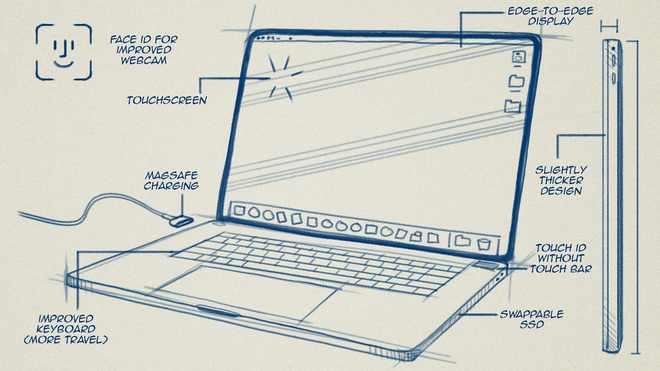 FACE ID FOR
IMPROVED
WEBCAM
EDGE-TO-EDGE
DISPLAY
TOUCHSCREEN
MAGSAFE
CHARGING
SLIGHTLY
THICKER
DESIGN
TOUCH ID
WITHOUT
TOUCH BAR
IMPROVED
KEYBOARD
(MORE TRAVEL)
SWAPPABLE
SSD